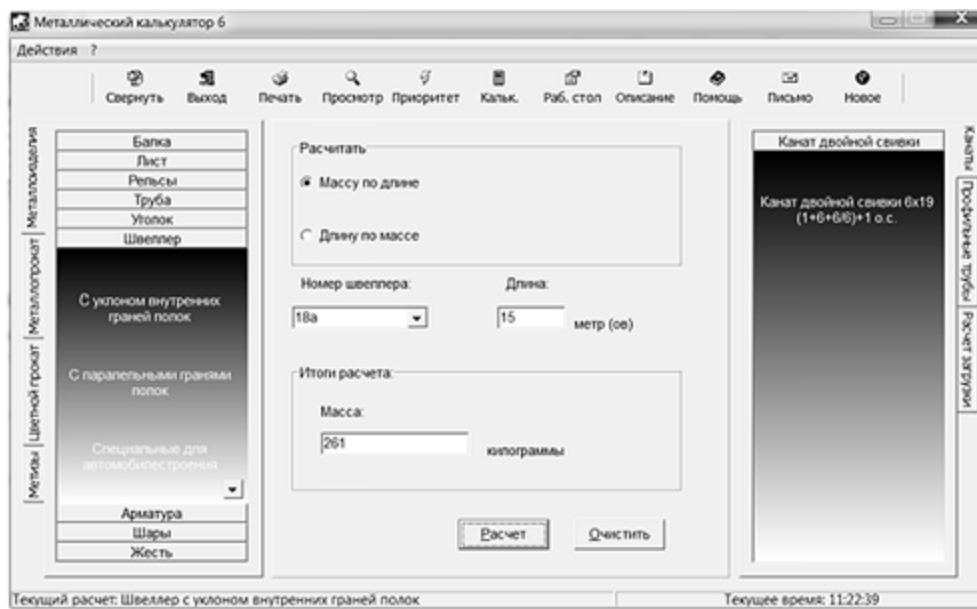 Металлический калькулятор 6
Действия ?
Свернуть Выход Печать Просмотр Приоритет Кальк. Раб. стол Описание Помощь Письмо Новое
Металлоизделия
Металлопрокат
Цветной прокат
Метизы
Балка
Лист
Рельсы
Труба
Уголок
Швеллер
С уклоном внутренних
граней полок
С парапельными гранями
полок
Специальные для
автомобилестроения
Арматура
Шары
Жесть
Расчитать
Массу по длине
Длину по массе
Номер швеллера: Длина:
18а 15 метр (ов)
Итоги расчета:
Масса:
261 килограммы
Расчет Очистить
Канат двойной свивки
Канат двойной свивки 6х19
(1+6+6/6)+1 о.с.
Канаты
Профильные трубы
Расчет загрузки
Текущий расчет: Швеллер с уклоном внутренних граней полок Текущее время: 11:22:39